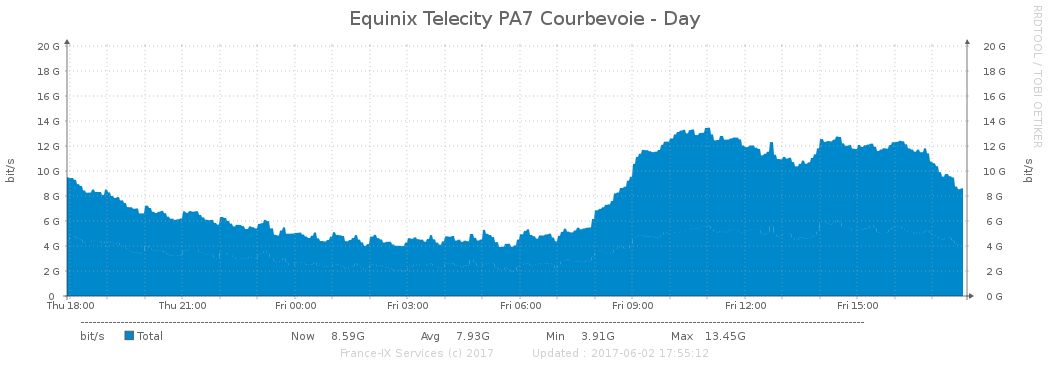 Equinix Telecity PA7 Courbevoie - Day
RRDTOOL / TOBI OETIKER
bit/s
20 G 20 G
18 G 18 G
16 G 16 G
14 G 14 G
12 G 12 G
10 G 10 G
8 G 8 G
6 G 6 G
4 G 4 G
2 G 2 G
0 0 G
bit/s
Thu 18:00 Thu 21:00 Fri 00:00 Fri 03:00 Fri 06:00 Fri 09:00 Fri 12:00 Fri 15:00
bit/s Total Now 8.59G Avg 7.93G Min 3.91G Max 13.45G
France-IX Services (c) 2017 Updated : 2017-06-02 17:55:12